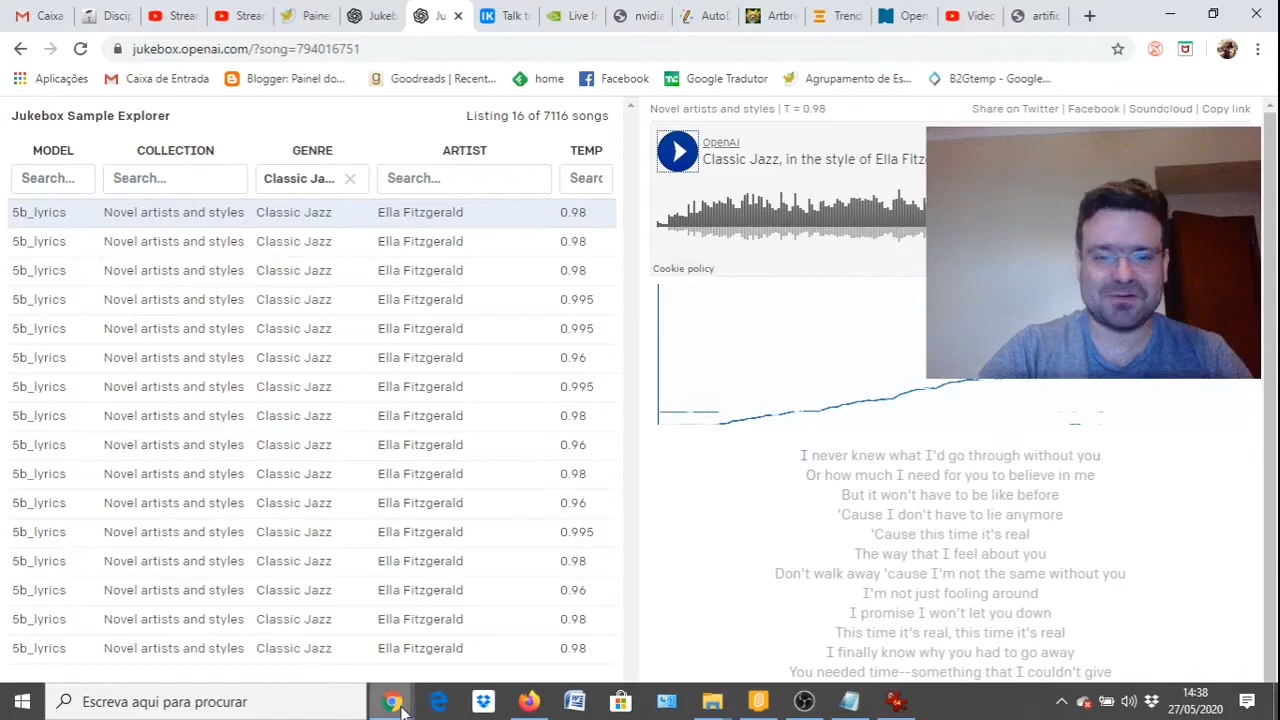 Caixa
Discip
Strear
Strear
Paine
Jukeb
Ju
Talk to
Live In
nvidia
AutoD
Artbre
Trend
Open
Video
artific
jukebox.openai.com/?song=794016751
Aplicações
Caixa de Entrada
Blogger: Painel do...
Goodreads | Recent...
home
Facebook
Google Tradutor
Agrupamento de Es...
B2Gtemp - Google...
Jukebox Sample Explorer
Listing 16 of 7116 songs
MODEL COLLECTION GENRE ARTIST TEMP
Search... Search... Classic Ja... Search... Searc
5b_lyrics Novel artists and styles Classic Jazz Ella Fitzgerald 0.98
5b_lyrics Novel artists and styles Classic Jazz Ella Fitzgerald 0.98
5b_lyrics Novel artists and styles Classic Jazz Ella Fitzgerald 0.98
5b_lyrics Novel artists and styles Classic Jazz Ella Fitzgerald 0.995
5b_lyrics Novel artists and styles Classic Jazz Ella Fitzgerald 0.995
5b_lyrics Novel artists and styles Classic Jazz Ella Fitzgerald 0.96
5b_lyrics Novel artists and styles Classic Jazz Ella Fitzgerald 0.995
5b_lyrics Novel artists and styles Classic Jazz Ella Fitzgerald 0.98
5b_lyrics Novel artists and styles Classic Jazz Ella Fitzgerald 0.96
5b_lyrics Novel artists and styles Classic Jazz Ella Fitzgerald 0.98
5b_lyrics Novel artists and styles Classic Jazz Ella Fitzgerald 0.96
5b_lyrics Novel artists and styles Classic Jazz Ella Fitzgerald 0.995
5b_lyrics Novel artists and styles Classic Jazz Ella Fitzgerald 0.98
5b_lyrics Novel artists and styles Classic Jazz Ella Fitzgerald 0.96
5b_lyrics Novel artists and styles Classic Jazz Ella Fitzgerald 0.98
5b_lyrics Novel artists and styles Classic Jazz Ella Fitzgerald 0.98
Novel artists and styles | T = 0.98
Share on Twitter | Facebook | Soundcloud | Copy link
OpenAI
Classic Jazz, in the style of Ella Fitz
Cookie policy
I never knew what I'd go through without you
Or how much I need for you to believe in me
But it won't have to be like before
'Cause I don't have to lie anymore
'Cause this time it's real
The way that I feel about you
Don't walk away 'cause I'm not the same without you
I'm not just fooling around
I promise I won't let you down
This time it's real, this time it's real
I finally know why you had to go away
You needed time--something that I couldn't give
Escreva aqui para procurar
14:38
27/05/2020